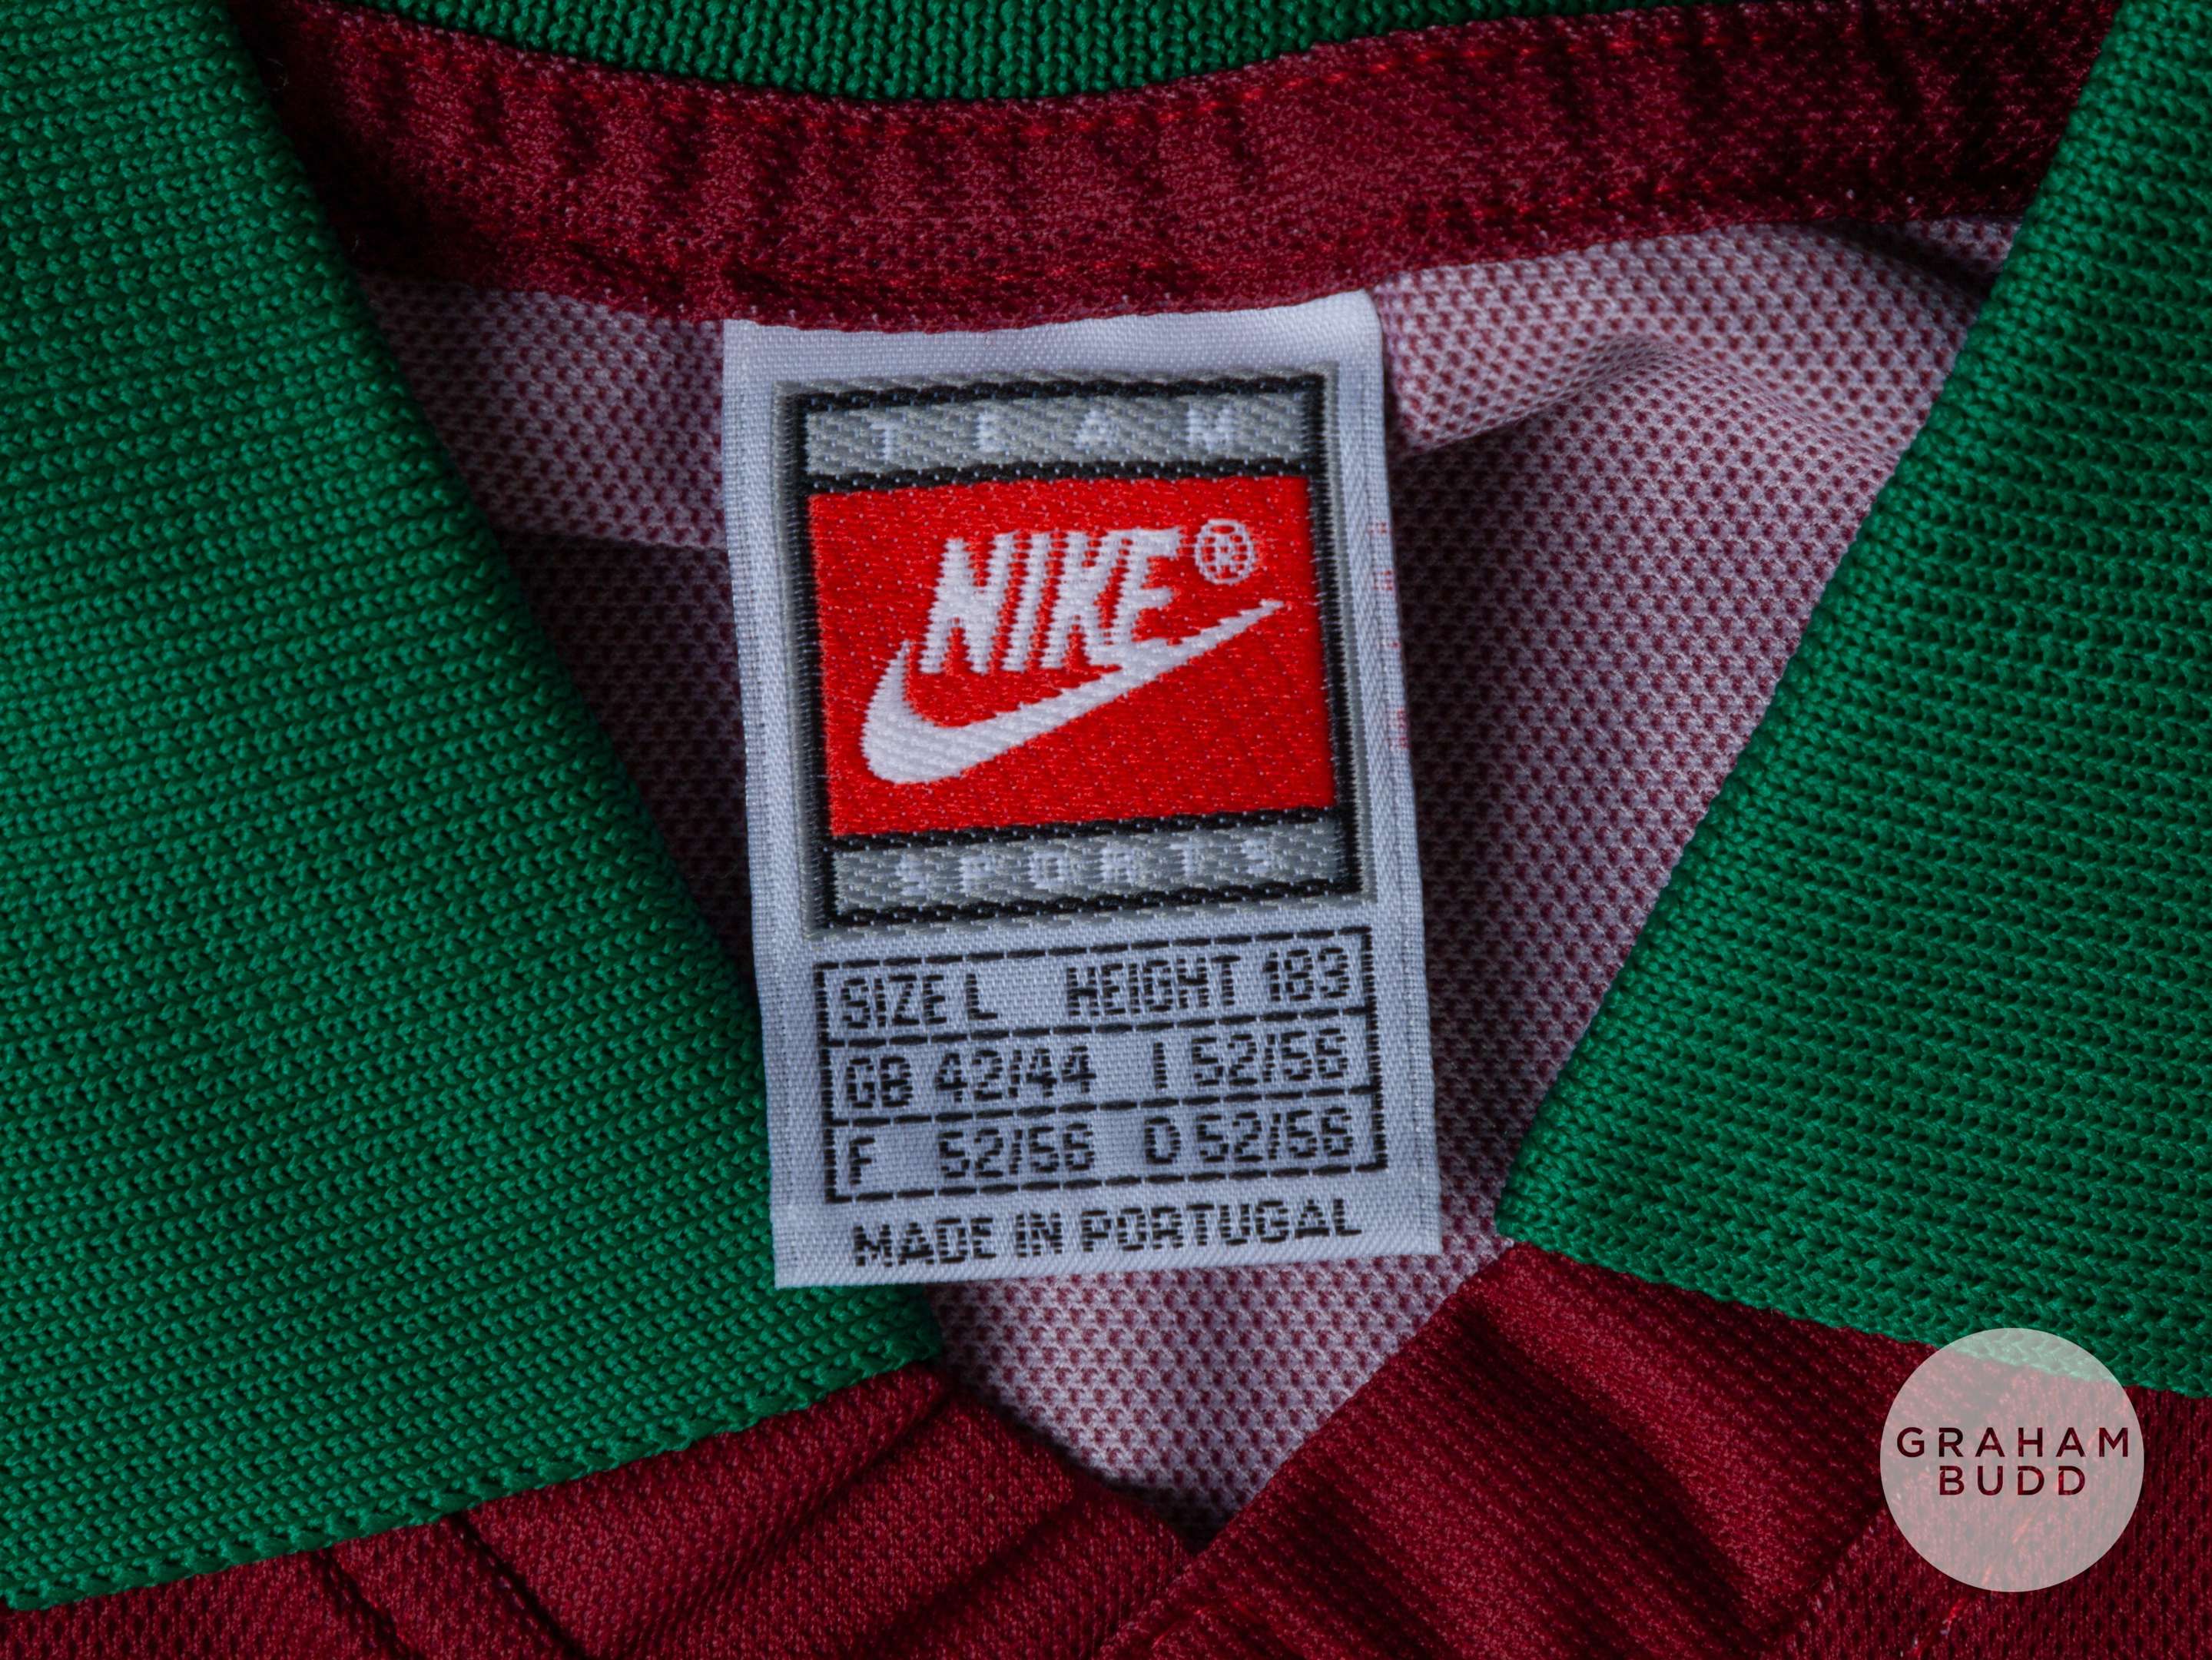 TEAM
NIKE®
SPORTS
SIZE L HEIGHT 183
GB 42/44 I 52/56
F 52/56 D 52/56
MADE IN PORTUGAL
GRAHAM
BUDD